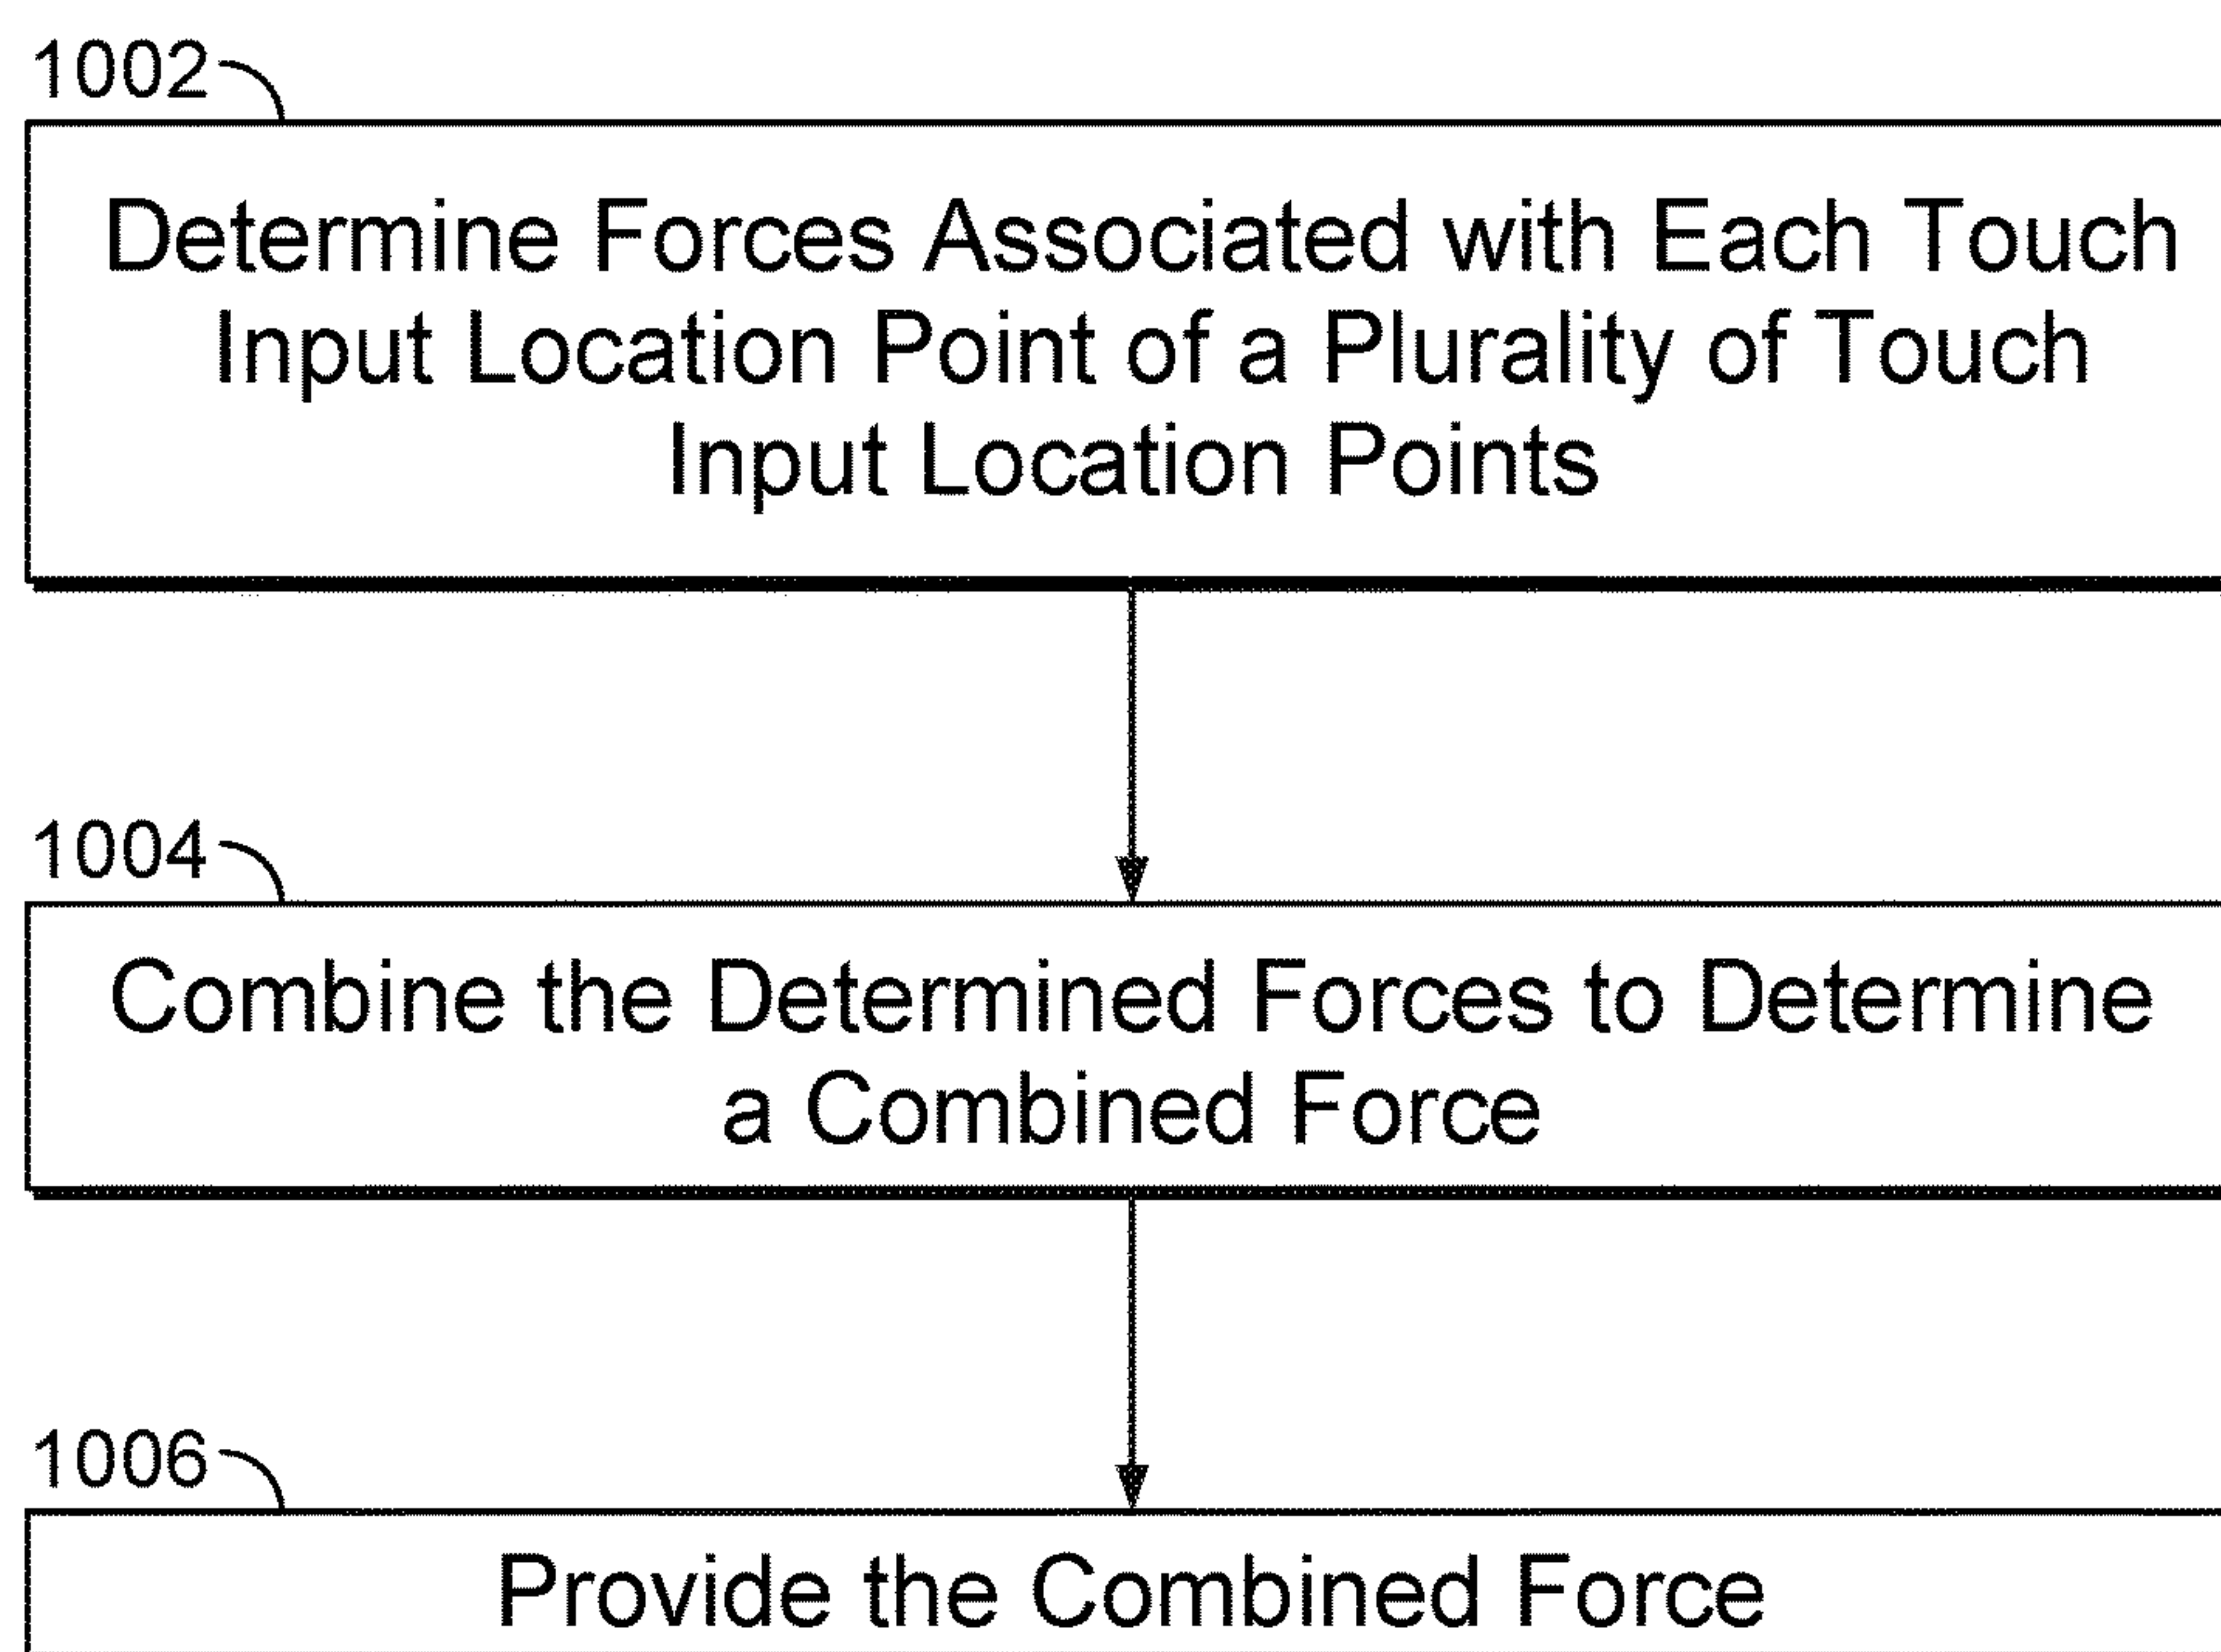 1002
Determine Forces Associated with Each Touch
Input Location Point of a Plurality of Touch
Input Location Points
1004
Combine the Determined Forces to Determine
a Combined Force
1006
Provide the Combined Force